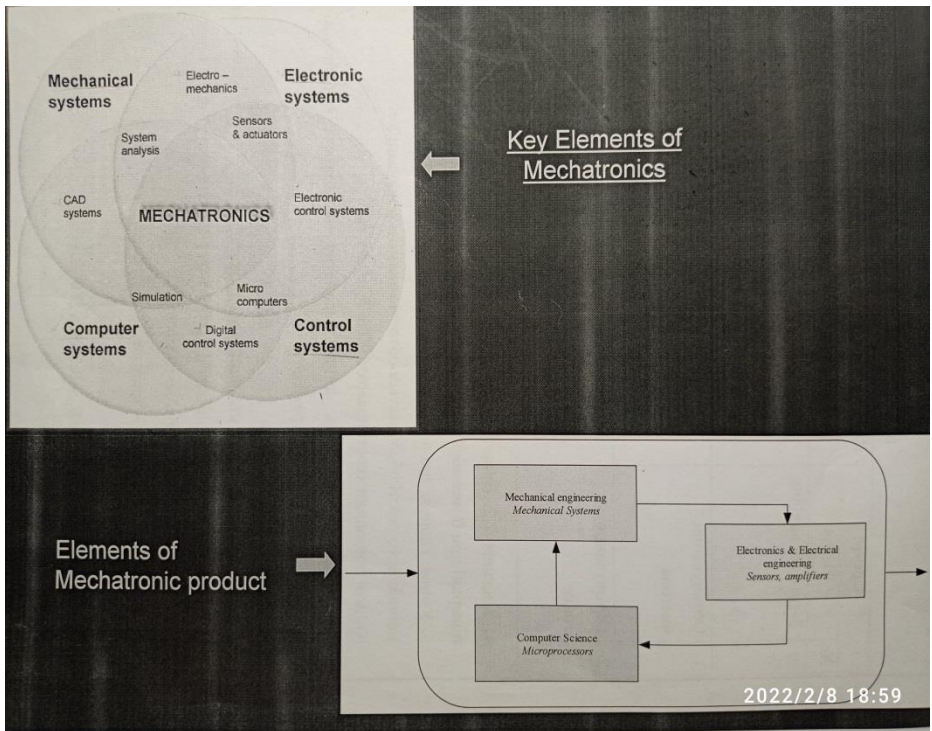 Mechanical
systems
Electro –
mechanics
Electronic
systems
Sensors
& actuators
System
analysis
CAD
systems
MECHATRONICS
Electronic
control systems
Simulation
Micro
computers
Computer
systems
Digital
control systems
Control
systems
Key Elements of
Mechatronics
Elements of
Mechatronic product
Mechanical engineering
Mechanical Systems
Electronics & Electrical
engineering
Sensors, amplifiers
Computer Science
Microprocessors
2022/2/8 18:59